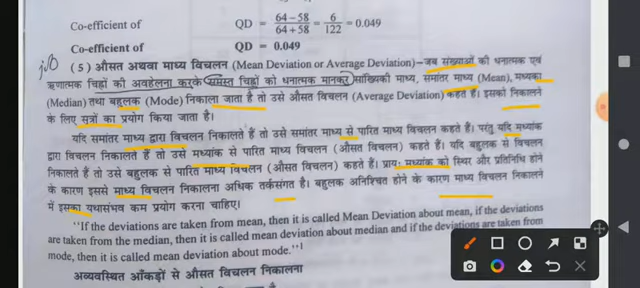 Co-efficient of QD = 64−58/64+58 = 6/122 = 0.049
Co-efficient of QD = 0.049
(5) औसत अथवा माध्य विचलन (Mean Deviation or Average Deviation)–जब संख्याओं की धनात्मक एवं
ऋणात्मक चिह्नों की अवहेलना करके (समस्त चिह्नों को धनात्मक मानकर) सांख्यिकी माध्य, समांतर माध्य (Mean), मध्यका
(Median) तथा बहुलक (Mode) निकाला जाता है तो उसे औसत विचलन (Average Deviation) कहते हैं। इसको निकालने
के लिए सूत्रों का प्रयोग किया जाता है।
यदि समांतर माध्य द्वारा विचलन निकालते हैं तो उसे समांतर माध्य से पारित माध्य विचलन कहते हैं। परंतु यदि मध्यांक
द्वारा विचलन निकालते हैं तो उसे मध्यांक से पारित माध्य विचलन (औसत विचलन) कहते हैं। यदि बहुलक से विचलन
निकालते हैं तो उसे बहुलक से पारित माध्य विचलन (औसत विचलन) कहते हैं। प्रायः मध्यांक को स्थिर और प्रतिनिधि होने
के कारण इससे माध्य विचलन निकालना अधिक तर्कसंगत है। बहुलक अनिश्चित होने के कारण माध्य विचलन निकालने
में इसका यथासंभव कम प्रयोग करना चाहिए।
"If the deviations are taken from mean, then it is called Mean Deviation about mean, if the deviations
are taken from the median, then it is called mean deviation about median and if the deviations are taken from
mode, then it is called mean deviation about mode."1
अव्यवस्थित आँकड़ों से औसत विचलन निकालना